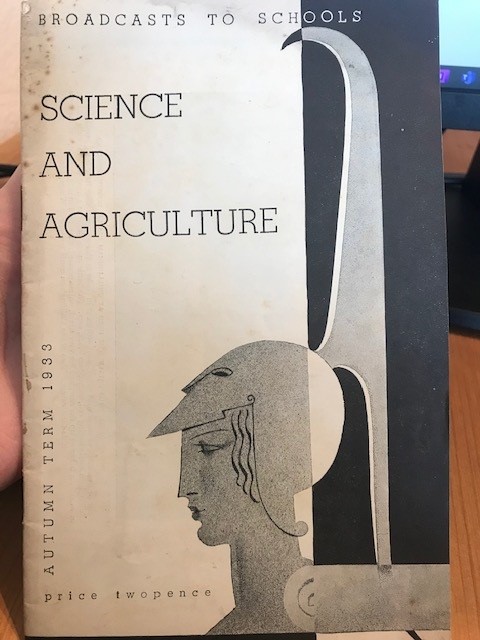 BROADCASTS TO SCHOOLS
SCIENCE
AND
AGRICULTURE
AUTUMN TERM 1933
price twopence